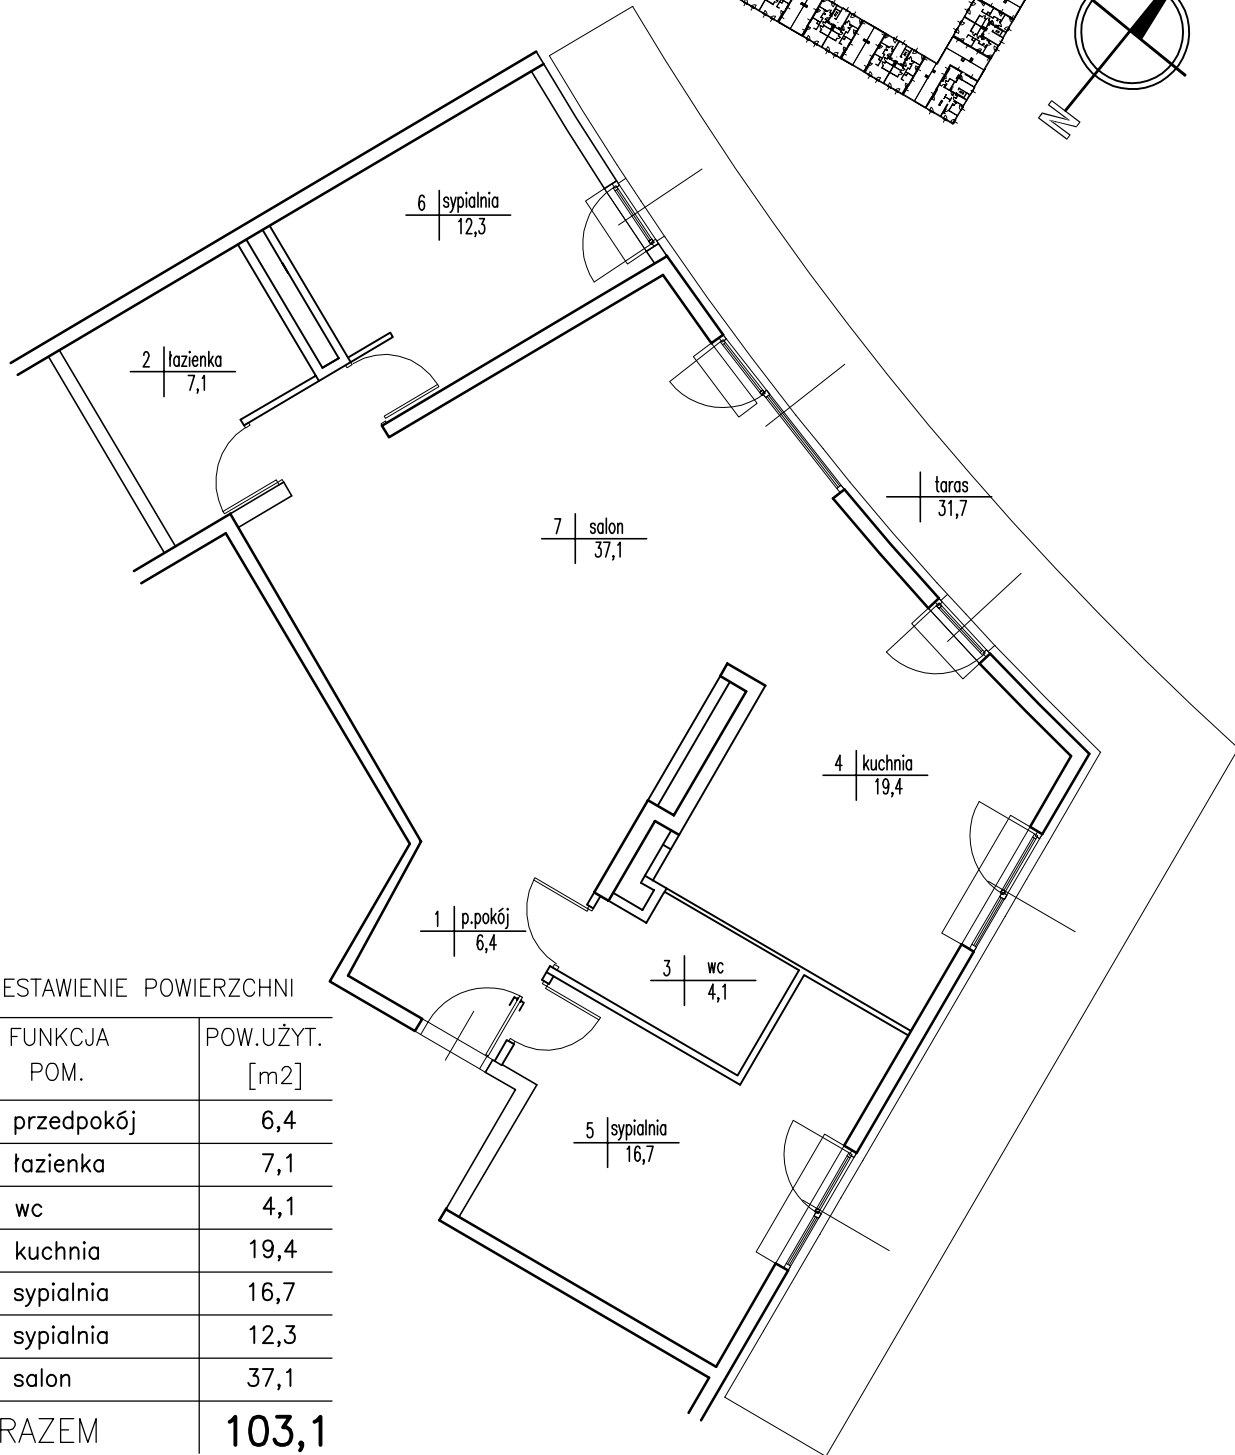 N
6 sypialnia
12,3
2 łazienka
7,1
taras
31,7
7 salon
37,1
4 kuchnia
19,4
1 p.pokój
6,4
3 wc
4,1
5 sypialnia
16,7
ESTAWIENIE POWIERZCHNI
FUNKCJA POW.UŻYT.
POM. [m2]
przedpokój 6,4
łazienka 7,1
wc 4,1
kuchnia 19,4
sypialnia 16,7
sypialnia 12,3
salon 37,1
RAZEM 103,1